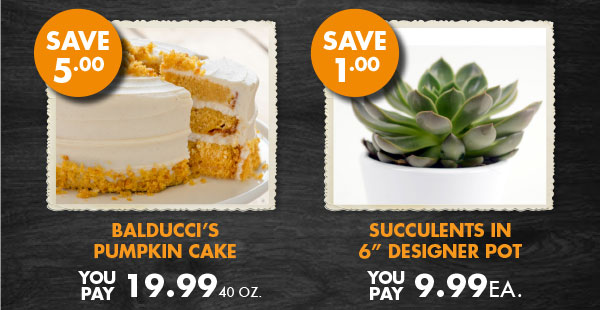 SAVE
5.00
BALDUCCI'S
PUMPKIN CAKE
YOU PAY 19.99 40 OZ.
SAVE
1.00
SUCCULENTS IN
6” DESIGNER POT
YOU PAY 9.99 EA.